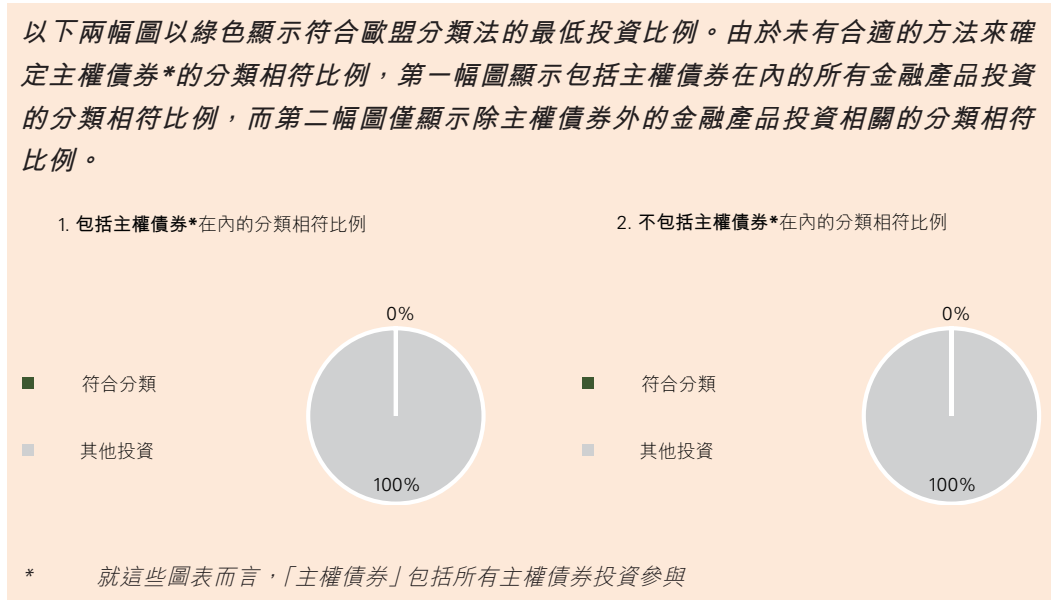 以下兩幅圖以綠色顯示符合歐盟分類法的最低投資比例。由於未有合適的方法來確
定主權債券*的分類相符比例，第一幅圖顯示包括主權債券在內的所有金融產品投資
的分類相符比例，而第二幅圖僅顯示除主權債券外的金融產品投資相關的分類相符
比例。
1. 包括主權債券*在內的分類相符比例
0%
符合分類
其他投資
100%
2. 不包括主權債券*在內的分類相符比例
0%
符合分類
其他投資
100%
* 就這些圖表而言，「主權債券」包括所有主權債券投資參與